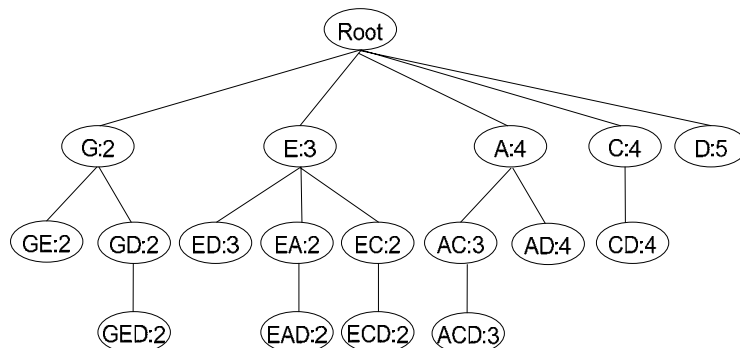 Root
G:2 E:3 A:4 C:4 D:5
GE:2 GD:2 ED:3 EA:2 EC:2 AC:3 AD:4 CD:4
GED:2 EAD:2 ECD:2 ACD:3